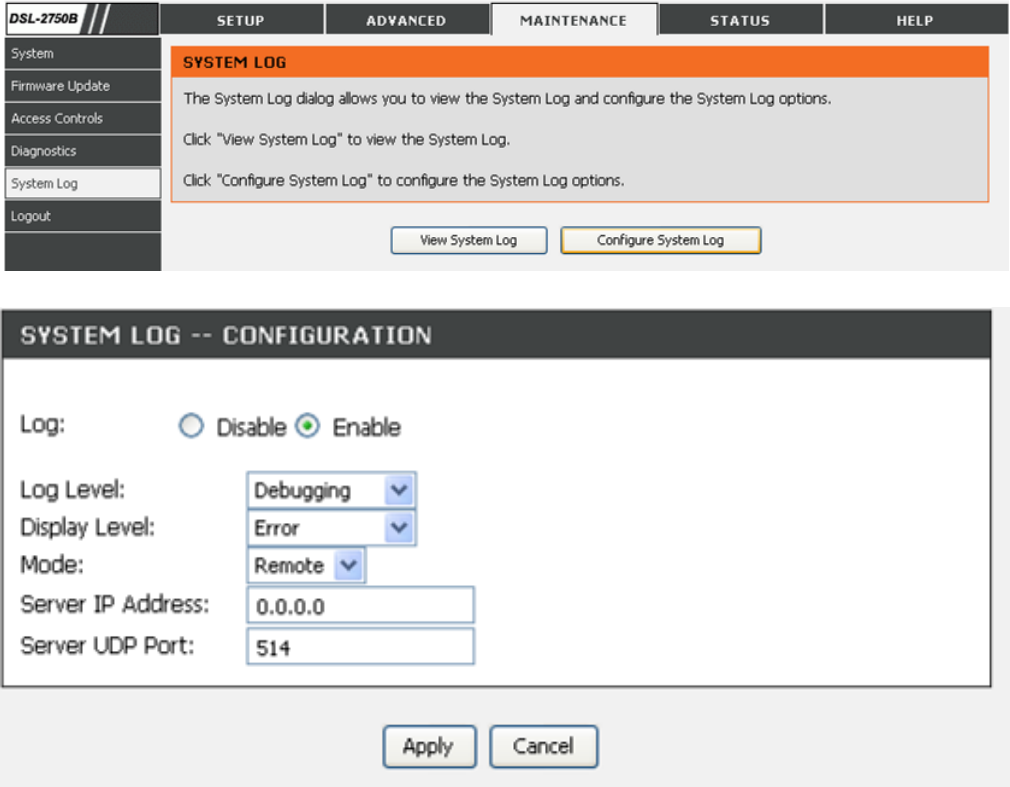 DSL-2750B
SETUP
ADVANCED
MAINTENANCE
STATUS
HELP
System
Firmware Update
Access Controls
Diagnostics
System Log
Logout
SYSTEM LOG
The System Log dialog allows you to view the System Log and configure the System Log options.
Click "View System Log" to view the System Log.
Click "Configure System Log" to configure the System Log options.
View System Log
Configure System Log
SYSTEM LOG -- CONFIGURATION
Log: Disable Enable
Log Level: Debugging
Display Level: Error
Mode: Remote
Server IP Address: 0.0.0.0
Server UDP Port: 514
Apply
Cancel